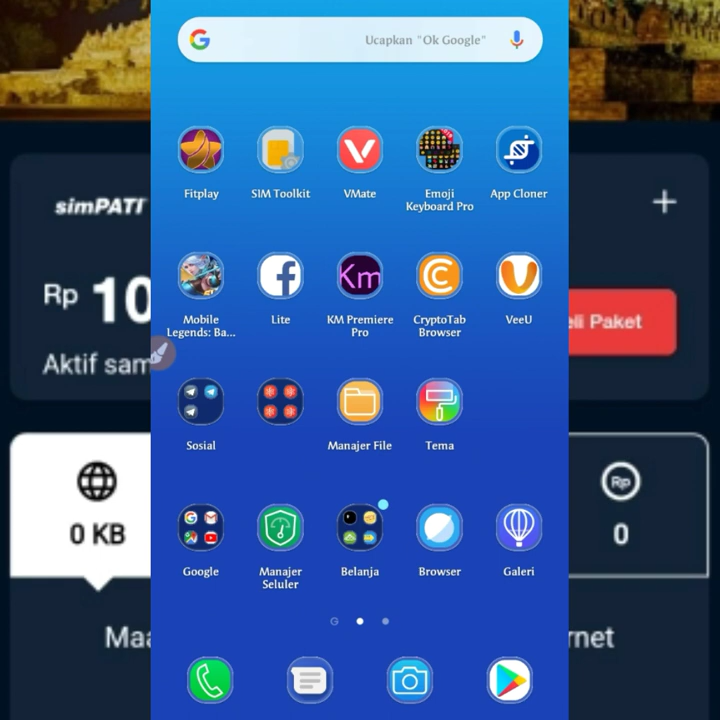 Ucapkan "Ok Google"
Fitplay
SIM Toolkit
VMate
Emoji
Keyboard Pro
App Cloner
simPATI
+
Rp 10
Aktif sam
eli Paket
Mobile
Legends: Ba...
Lite
Km
KM Premiere
Pro
CryptoTab
Browser
VeeU
Sosial
Manajer File
Tema
0 KB
Rp
0
Google
Manajer
Seluler
Belanja
Browser
Galeri
Maa
rnet